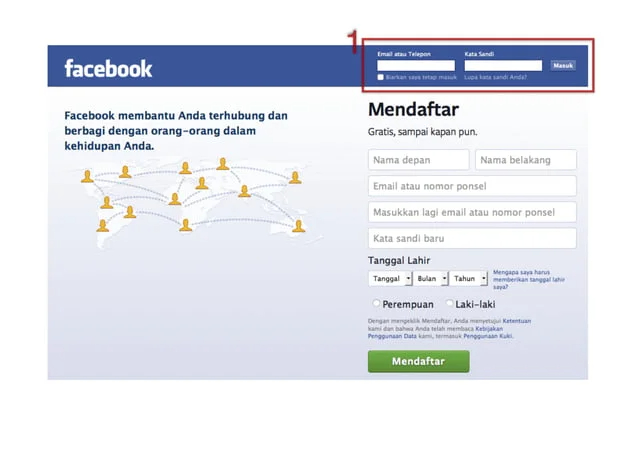 1
Email atau Telepon
Kata Sandi
facebook
Masuk
Biarkan saya tetap masuk
Lupa kata sandi Anda?
Facebook membantu Anda terhubung dan
berbagi dengan orang-orang dalam
kehidupan Anda.
Mendaftar
Gratis, sampai kapan pun.
Nama depan
Nama belakang
Email atau nomor ponsel
Masukkan lagi email atau nomor ponsel
Kata sandi baru
Tanggal Lahir
Tanggal
Bulan
Tahun
Mengapa saya harus
memberikan tanggal lahir
saya?
Perempuan
Laki-laki
Dengan mengeklik Mendaftar, Anda menyetujui Ketentuan
kami dan bahwa Anda telah membaca Kebijakan
Penggunaan Data kami, termasuk Penggunaan Kuki.
Mendaftar